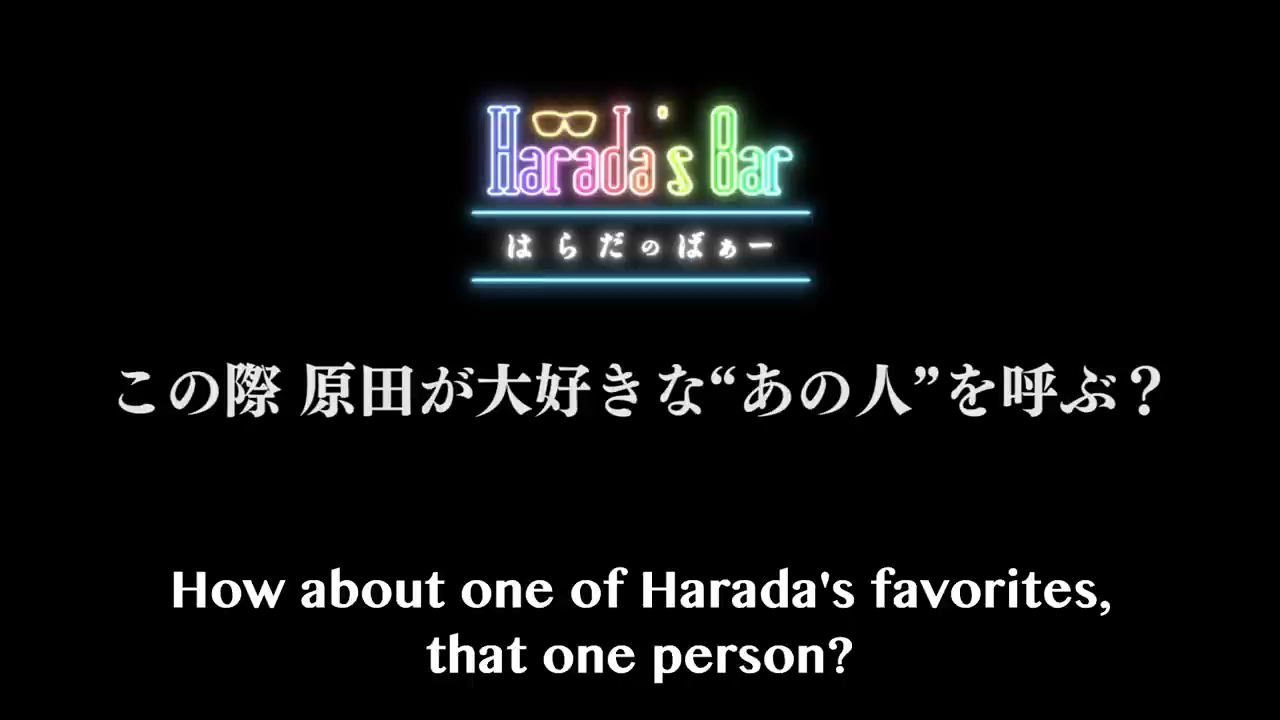 Harada's Bar
はらだのばぁー
この際 原田が大好きな“あの人”を呼ぶ？
How about one of Harada's favorites,
that one person?